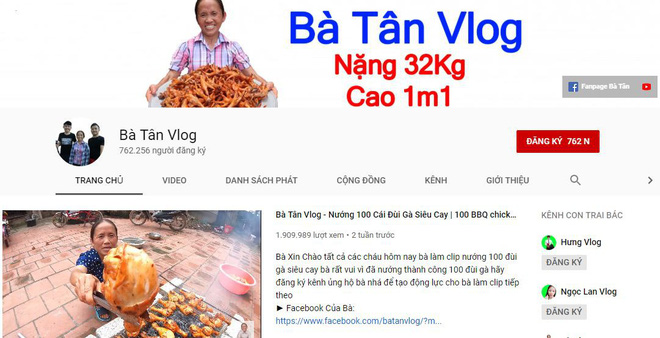 Bà Tân Vlog
Nặng 32Kg
Cao 1m1
Fanpage Bà Tân
Bà Tân Vlog
762.256 người đăng ký
ĐĂNG KÝ 762 N
TRANG CHỦ VIDEO DANH SÁCH PHÁT CỘNG ĐỒNG KÊNH GIỚI THIỆU
Bà Tân Vlog - Nướng 100 Cái Đùi Gà Siêu Cay | 100 BBQ chick...
1.909.989 lượt xem • 2 tuần trước
Bà Xin Chào tất cả các cháu hôm nay bà làm clip nướng 100 đùi
gà siêu cay bà rất vui vì đã nướng thành công 100 đùi gà hãy
đăng ký kênh ủng hộ bà nhá để tạo động lực cho bà làm clip tiếp
theo
► Facebook Của Bà:
https://www.facebook.com/batanvlog/?m...
KÊNH CON TRAI BÁC
Hưng Vlog
ĐĂNG KÝ
Ngọc Lan Vlog
ĐĂNG KÝ